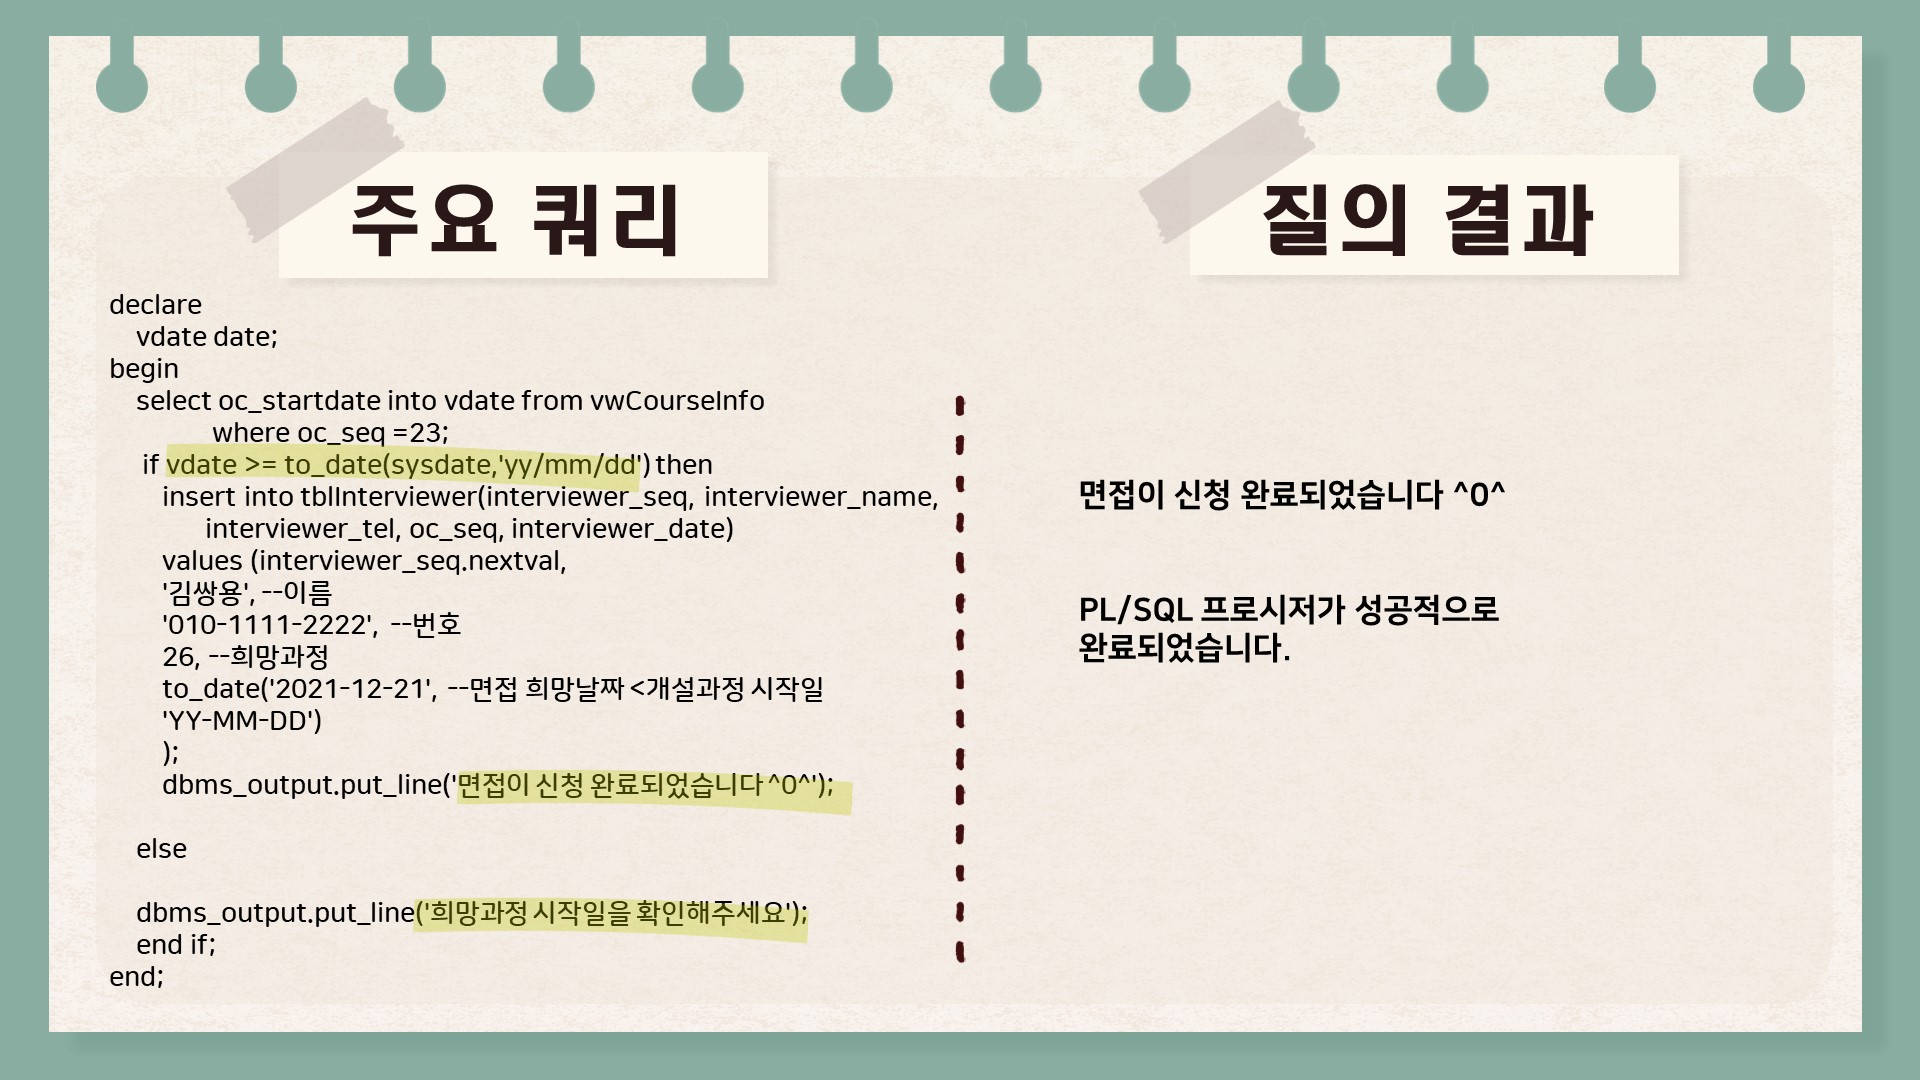 주요 쿼리
declare
vdate date;
begin
select oc_startdate into vdate from vwCourseInfo
where oc_seq =23;
if vdate >= to_date(sysdate,'yy/mm/dd') then
insert into tblInterviewer(interviewer_seq, interviewer_name,
interviewer_tel, oc_seq, interviewer_date)
values (interviewer_seq.nextval,
'김쌍용', --이름
'010-1111-2222',  --번호
26, --희망과정
to_date('2021-12-21',  --면접 희망날짜 <개설과정 시작일
'YY-MM-DD')
);
dbms_output.put_line('면접이 신청 완료되었습니다 ^0^');
else
dbms_output.put_line('희망과정 시작일을 확인해주세요');
end if;
end;
질의 결과
면접이 신청 완료되었습니다 ^0^
PL/SQL 프로시저가 성공적으로
완료되었습니다.